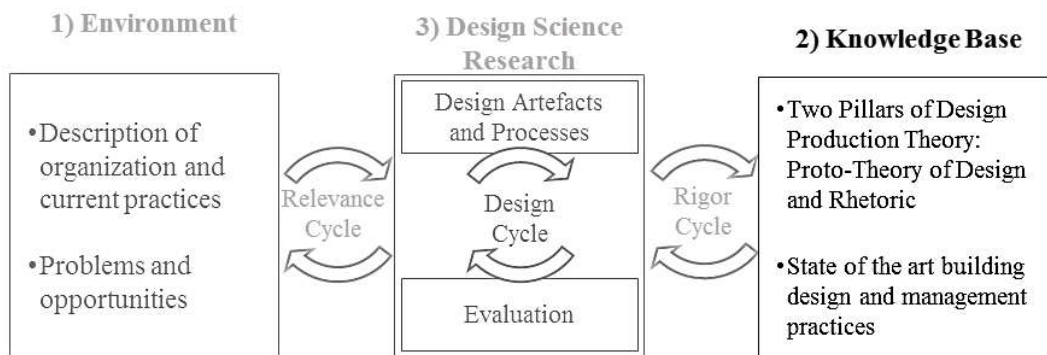 1) Environment
•Description of
organization and
current practices
•Problems and
opportunities
Relevance
Cycle
3) Design Science
Research
Design Artefacts
and Processes
Design
Cycle
Evaluation
Rigor
Cycle
2) Knowledge Base
•Two Pillars of Design
Production Theory:
Proto-Theory of Design
and Rhetoric
•State of the art building
design and management
practices